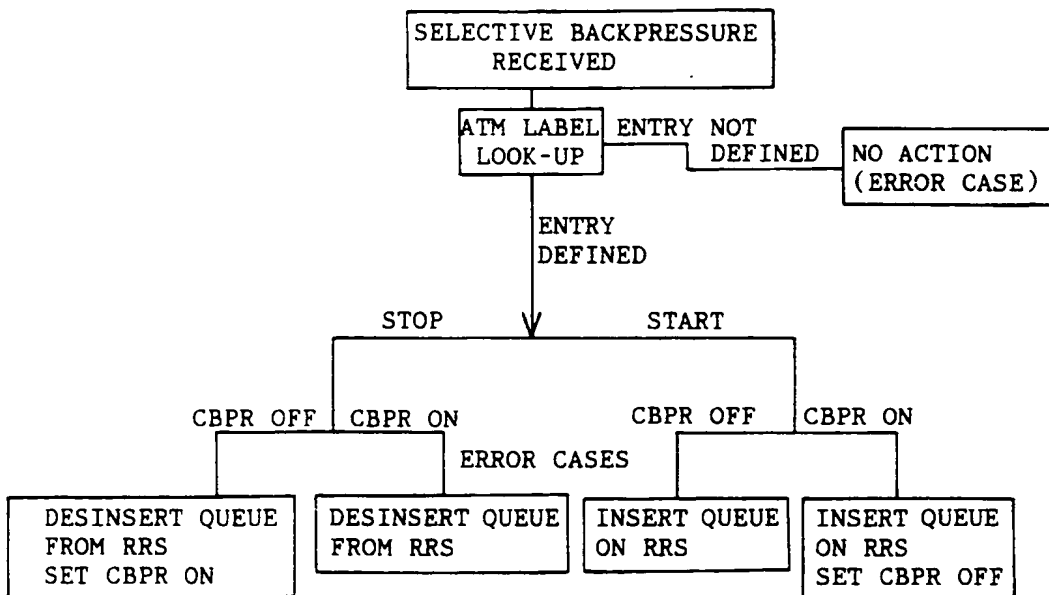 SELECTIVE BACKPRESSURE
RECEIVED
ATM LABEL
LOOK-UP
ENTRY NOT
DEFINED
NO ACTION
(ERROR CASE)
ENTRY
DEFINED
STOP
START
CBPR OFF
CBPR ON
CBPR OFF
CBPR ON
ERROR CASES
DESINSERT QUEUE
FROM RRS
SET CBPR ON
DESINSERT QUEUE
FROM RRS
INSERT QUEUE
ON RRS
INSERT QUEUE
ON RRS
SET CBPR OFF